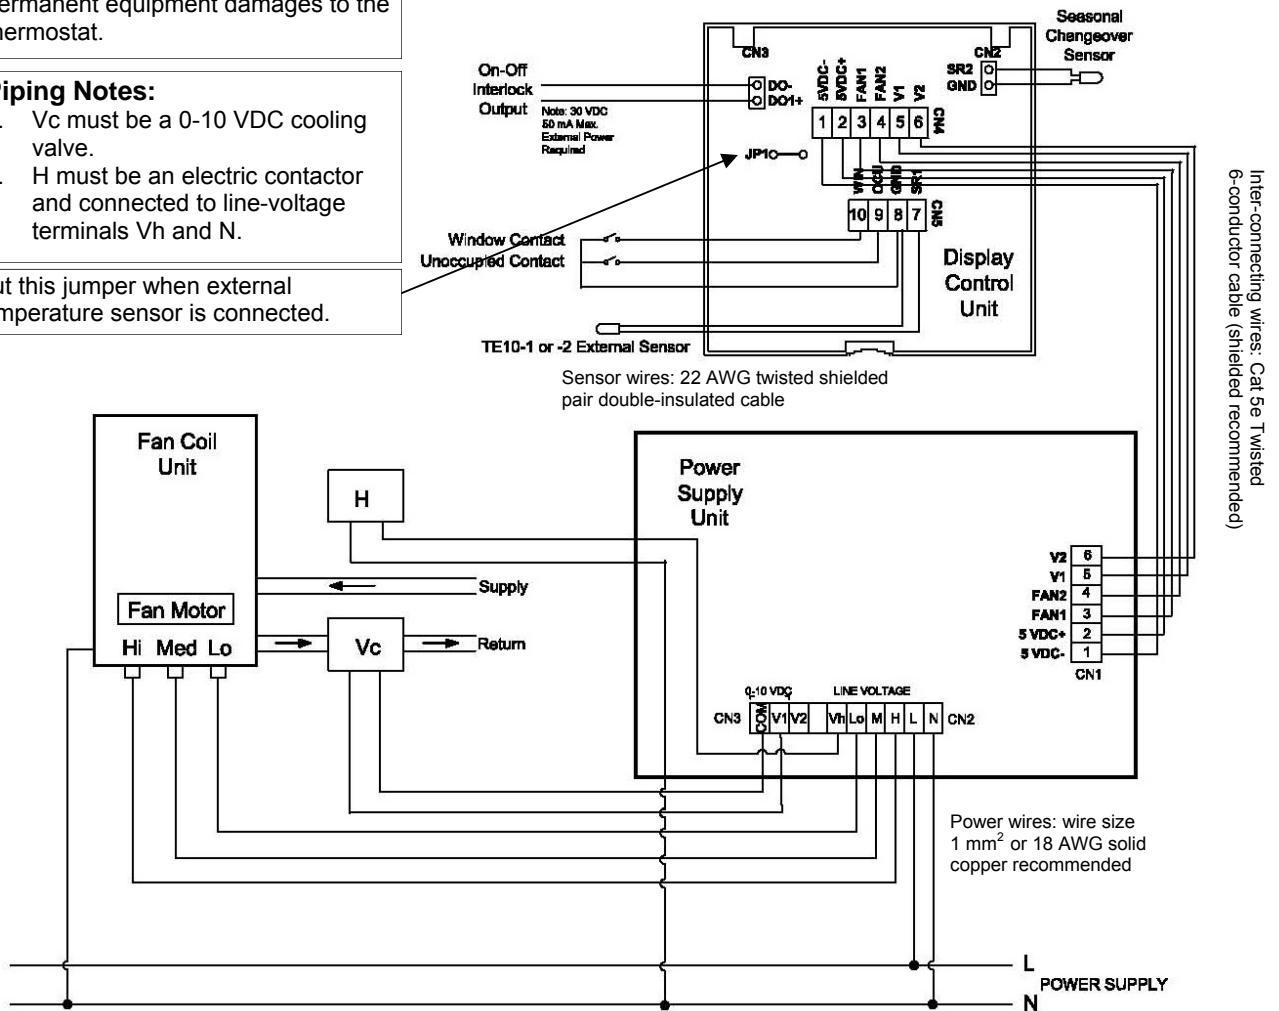 ermanent equipment damages to the
hermostat.
Piping Notes:
. Vc must be a 0-10 VDC cooling
valve.
. H must be an electric contactor
and connected to line-voltage
terminals Vh and N.
ut this jumper when external
mperature sensor is connected.
On-Off
Interlock
Output
Note: 30 VDC
50 mA Max.
External Power
Required
CN3
DO-
DO1+
JP1
5VDC-
5VDC+
FAN1
FAN2
V1
V2
1 2 3 4 5 6
CN4
CN2
SR2
GND
Seasonal
Changeover
Sensor
WIN
OCU
GND
SR1
10 9 8 7
CN5
Window Contact
Unoccupied Contact
Display
Control
Unit
TE10-1 or -2 External Sensor
Sensor wires: 22 AWG twisted shielded
pair double-insulated cable
Inter-connecting wires: Cat 5e Twisted
6-conductor cable (shielded recommended)
Fan Coil
Unit
Fan Motor
Hi Med Lo
H
Supply
Vc
Return
Power
Supply
Unit
V2 6
V1 5
FAN2 4
FAN1 3
5 VDC+ 2
5 VDC- 1
CN1
0-10 VDC LINE VOLTAGE
CN3 COM V1 V2 Vh Lo M H L N CN2
Power wires: wire size
1 mm² or 18 AWG solid
copper recommended
L
POWER SUPPLY
N